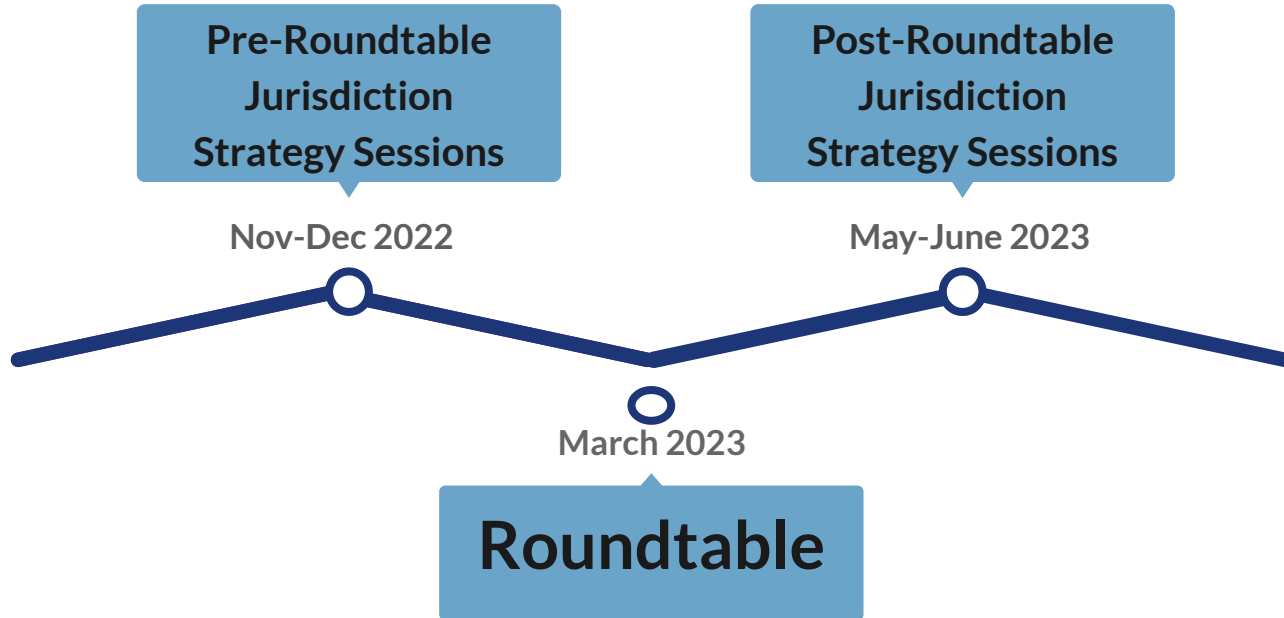 Pre-Roundtable
Jurisdiction
Strategy Sessions
Nov-Dec 2022
March 2023
Roundtable
Post-Roundtable
Jurisdiction
Strategy Sessions
May-June 2023